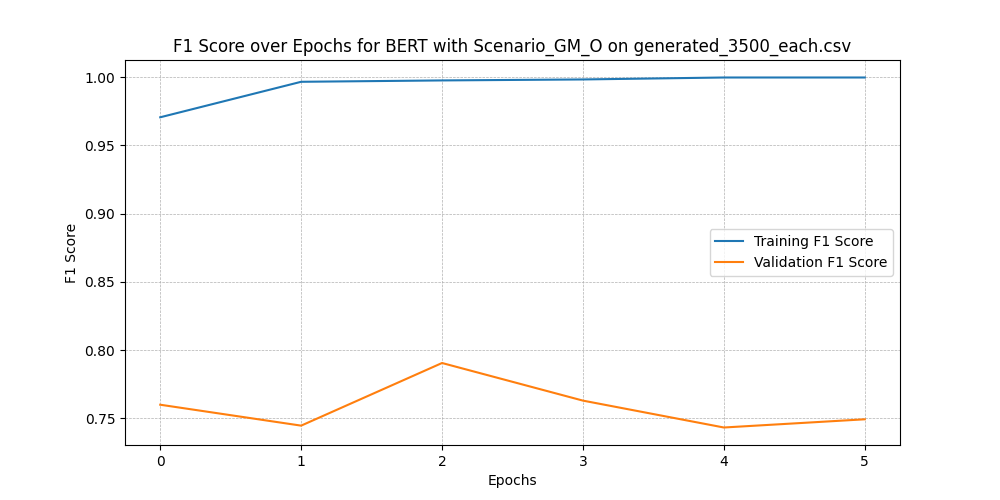 F1 Score over Epochs for BERT with Scenario_GM_O on generated_3500_each.csv
1.00
0.95
0.90
0.85
0.80
0.75
F1 Score
Training F1 Score
Validation F1 Score
0 1 2 3 4 5
Epochs